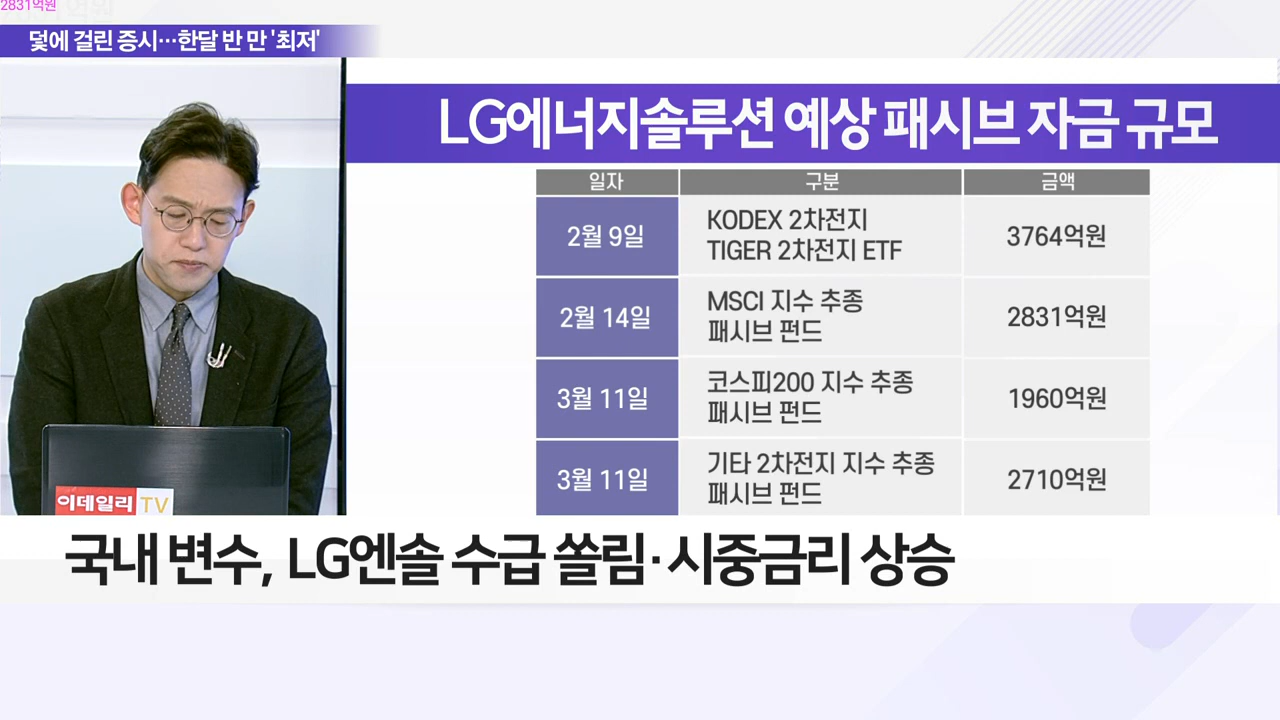 2831억원
덫에 걸린 증시…한달 반 만 '최저'
LG에너지솔루션 예상 패시브 자금 규모
일자 구분 금액
2월 9일 KODEX 2차전지 TIGER 2차전지 ETF 3764억원
2월 14일 MSCI 지수 추종 패시브 펀드 2831억원
3월 11일 코스피200 지수 추종 패시브 펀드 1960억원
3월 11일 기타 2차전지 지수 추종 패시브 펀드 2710억원
이데일리 TV
국내 변수, LG엔솔 수급 쏠림·시중금리 상승